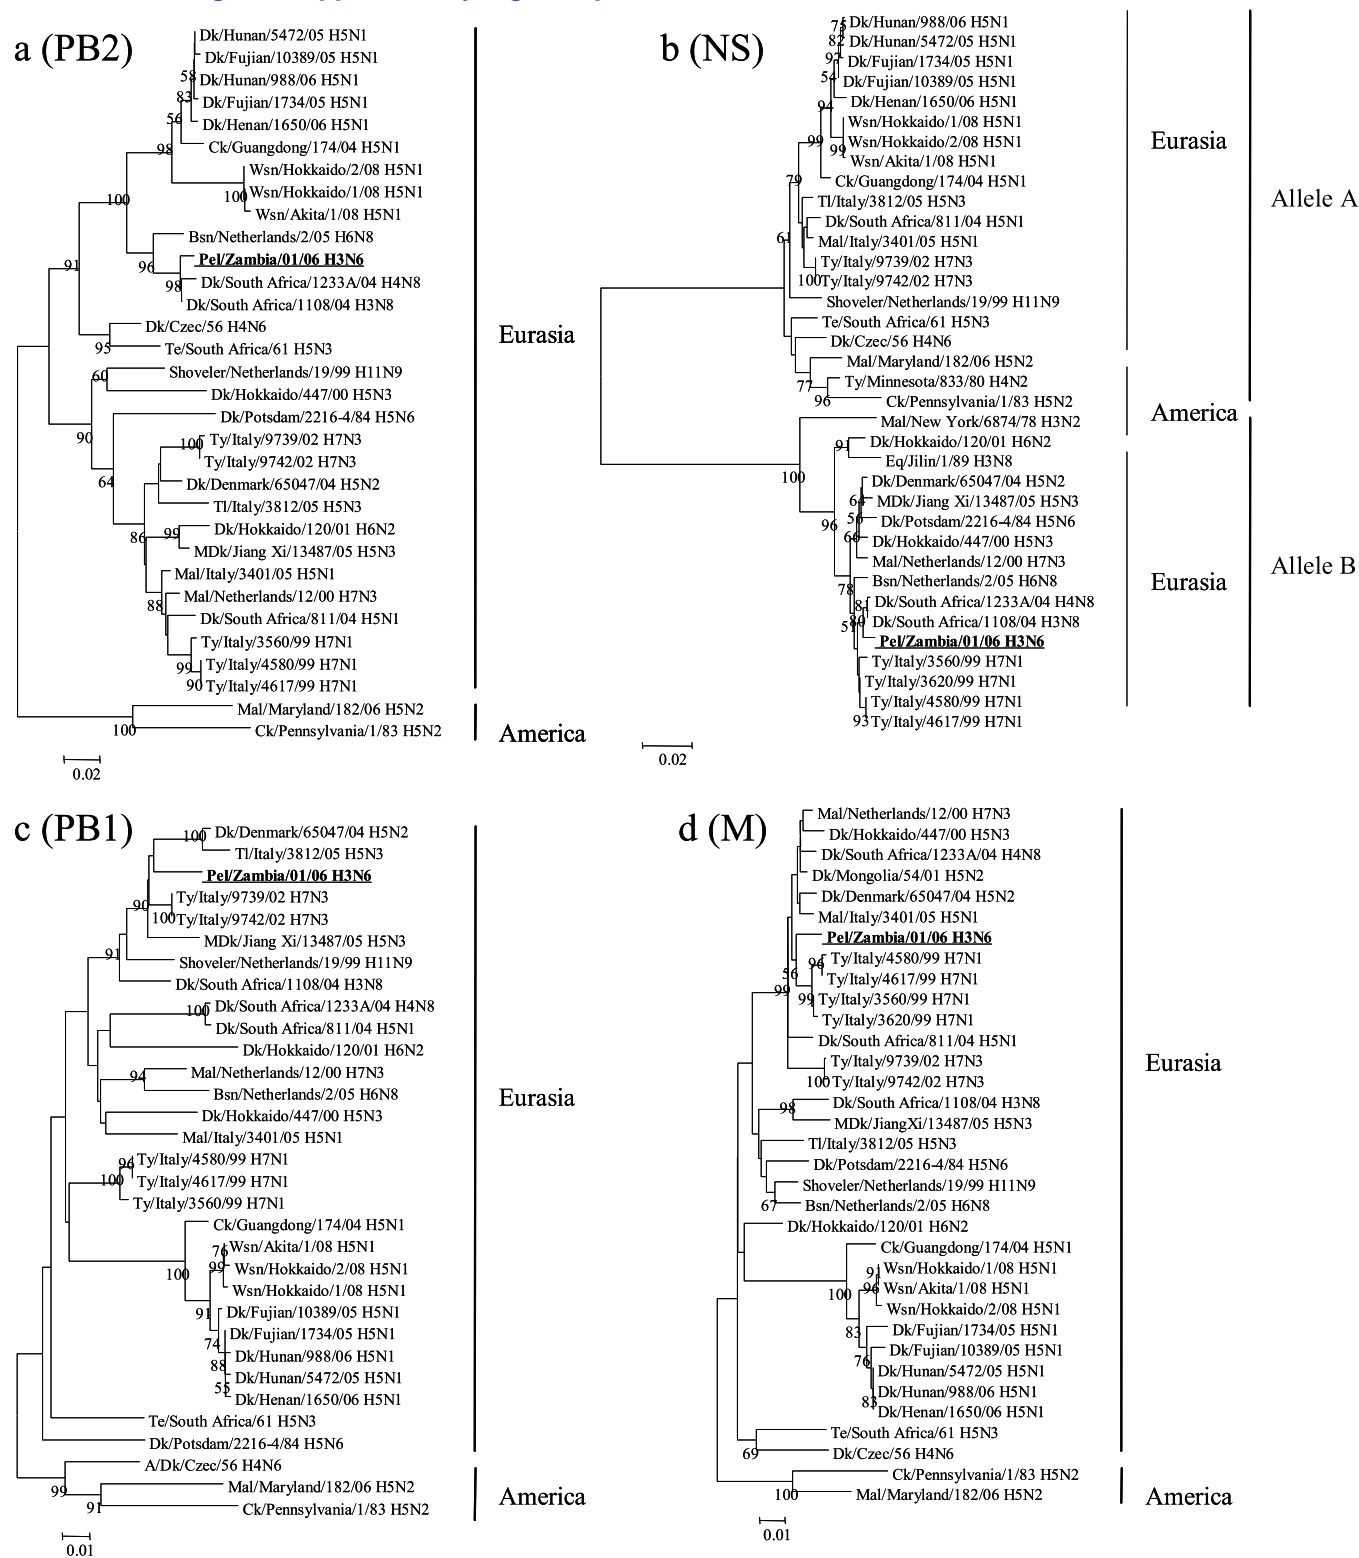 a (PB2)
Dk/Hunan/5472/05 H5N1
Dk/Fujian/10389/05 H5N1
58
Dk/Hunan/988/06 H5N1
83
Dk/Fujian/1734/05 H5N1
56
Dk/Henan/1650/06 H5N1
98
Ck/Guangdong/174/04 H5N1
Wsn/Hokkaido/2/08 H5N1
100
Wsn/Hokkaido/1/08 H5N1
100
Wsn/Akita/1/08 H5N1
Bsn/Netherlands/2/05 H6N8
91
96
Pel/Zambia/01/06 H3N6
98
Dk/South Africa/1233A/04 H4N8
Dk/South Africa/1108/04 H3N8
Dk/Czec/56 H4N6
95
Te/South Africa/61 H5N3
60
Shoveler/Netherlands/19/99 H11N9
Dk/Hokkaido/447/00 H5N3
Dk/Potsdam/2216-4/84 H5N6
90
100
Ty/Italy/9739/02 H7N3
Ty/Italy/9742/02 H7N3
64
Dk/Denmark/65047/04 H5N2
Tl/Italy/3812/05 H5N3
99
Dk/Hokkaido/120/01 H6N2
86
MDk/Jiang Xi/13487/05 H5N3
Mal/Italy/3401/05 H5N1
Mal/Netherlands/12/00 H7N3
88
Dk/South Africa/811/04 H5N1
Ty/Italy/3560/99 H7N1
99
Ty/Italy/4580/99 H7N1
90
Ty/Italy/4617/99 H7N1
Mal/Maryland/182/06 H5N2
100
Ck/Pennsylvania/1/83 H5N2
Eurasia
America
0.02
b (NS)
75
Dk/Hunan/988/06 H5N1
82
Dk/Hunan/5472/05 H5N1
Dk/Fujian/1734/05 H5N1
54
Dk/Fujian/10389/05 H5N1
94
Dk/Henan/1650/06 H5N1
Wsn/Hokkaido/1/08 H5N1
99
Wsn/Hokkaido/2/08 H5N1
99
Wsn/Akita/1/08 H5N1
79
Ck/Guangdong/174/04 H5N1
Tl/Italy/3812/05 H5N3
Dk/South Africa/811/04 H5N1
61
Mal/Italy/3401/05 H5N1
Ty/Italy/9739/02 H7N3
100
Ty/Italy/9742/02 H7N3
Shoveler/Netherlands/19/99 H11N9
Te/South Africa/61 H5N3
Dk/Czec/56 H4N6
Mal/Maryland/182/06 H5N2
77
Ty/Minnesota/833/80 H4N2
96
Ck/Pennsylvania/1/83 H5N2
Mal/New York/6874/78 H3N2
91
Dk/Hokkaido/120/01 H6N2
Eq/Jilin/1/89 H3N8
100
Dk/Denmark/65047/04 H5N2
64
MDk/Jiang Xi/13487/05 H5N3
56
Dk/Potsdam/2216-4/84 H5N6
96
66
Dk/Hokkaido/447/00 H5N3
Mal/Netherlands/12/00 H7N3
78
Bsn/Netherlands/2/05 H6N8
81
Dk/South Africa/1233A/04 H4N8
80
Dk/South Africa/1108/04 H3N8
51
Pel/Zambia/01/06 H3N6
Ty/Italy/3560/99 H7N1
Ty/Italy/3620/99 H7N1
Ty/Italy/4580/99 H7N1
93
Ty/Italy/4617/99 H7N1
Eurasia
Allele A
America
Eurasia
Allele B
0.02
c (PB1)
100
Dk/Denmark/65047/04 H5N2
Tl/Italy/3812/05 H5N3
Pel/Zambia/01/06 H3N6
90
Ty/Italy/9739/02 H7N3
100
Ty/Italy/9742/02 H7N3
MDk/Jiang Xi/13487/05 H5N3
91
Shoveler/Netherlands/19/99 H11N9
Dk/South Africa/1108/04 H3N8
100
Dk/South Africa/1233A/04 H4N8
Dk/South Africa/811/04 H5N1
Dk/Hokkaido/120/01 H6N2
94
Mal/Netherlands/12/00 H7N3
Bsn/Netherlands/2/05 H6N8
Dk/Hokkaido/447/00 H5N3
Mal/Italy/3401/05 H5N1
96
Ty/Italy/4580/99 H7N1
100
Ty/Italy/4617/99 H7N1
Ty/Italy/3560/99 H7N1
Ck/Guangdong/174/04 H5N1
76
Wsn/Akita/1/08 H5N1
100
99
Wsn/Hokkaido/2/08 H5N1
Wsn/Hokkaido/1/08 H5N1
91
Dk/Fujian/10389/05 H5N1
74
Dk/Fujian/1734/05 H5N1
88
Dk/Hunan/988/06 H5N1
55
Dk/Hunan/5472/05 H5N1
Dk/Henan/1650/06 H5N1
Te/South Africa/61 H5N3
Dk/Potsdam/2216-4/84 H5N6
A/Dk/Czec/56 H4N6
99
Mal/Maryland/182/06 H5N2
91
Ck/Pennsylvania/1/83 H5N2
Eurasia
America
0.01
d (M)
Mal/Netherlands/12/00 H7N3
Dk/Hokkaido/447/00 H5N3
Dk/South Africa/1233A/04 H4N8
Dk/Mongolia/54/01 H5N2
Dk/Denmark/65047/04 H5N2
Mal/Italy/3401/05 H5N1
Pel/Zambia/01/06 H3N6
96
Ty/Italy/4580/99 H7N1
56
Ty/Italy/4617/99 H7N1
99
99
Ty/Italy/3560/99 H7N1
Ty/Italy/3620/99 H7N1
Dk/South Africa/811/04 H5N1
Ty/Italy/9739/02 H7N3
100
Ty/Italy/9742/02 H7N3
98
Dk/South Africa/1108/04 H3N8
MDk/JiangXi/13487/05 H5N3
Tl/Italy/3812/05 H5N3
Dk/Potsdam/2216-4/84 H5N6
Shoveler/Netherlands/19/99 H11N9
67
Bsn/Netherlands/2/05 H6N8
Dk/Hokkaido/120/01 H6N2
Ck/Guangdong/174/04 H5N1
91
Wsn/Hokkaido/1/08 H5N1
100
96
Wsn/Akita/1/08 H5N1
Wsn/Hokkaido/2/08 H5N1
83
Dk/Fujian/1734/05 H5N1
76
Dk/Fujian/10389/05 H5N1
Dk/Hunan/5472/05 H5N1
83
Dk/Hunan/988/06 H5N1
Dk/Henan/1650/06 H5N1
Te/South Africa/61 H5N3
69
Dk/Czec/56 H4N6
Ck/Pennsylvania/1/83 H5N2
100
Mal/Maryland/182/06 H5N2
Eurasia
America
0.01